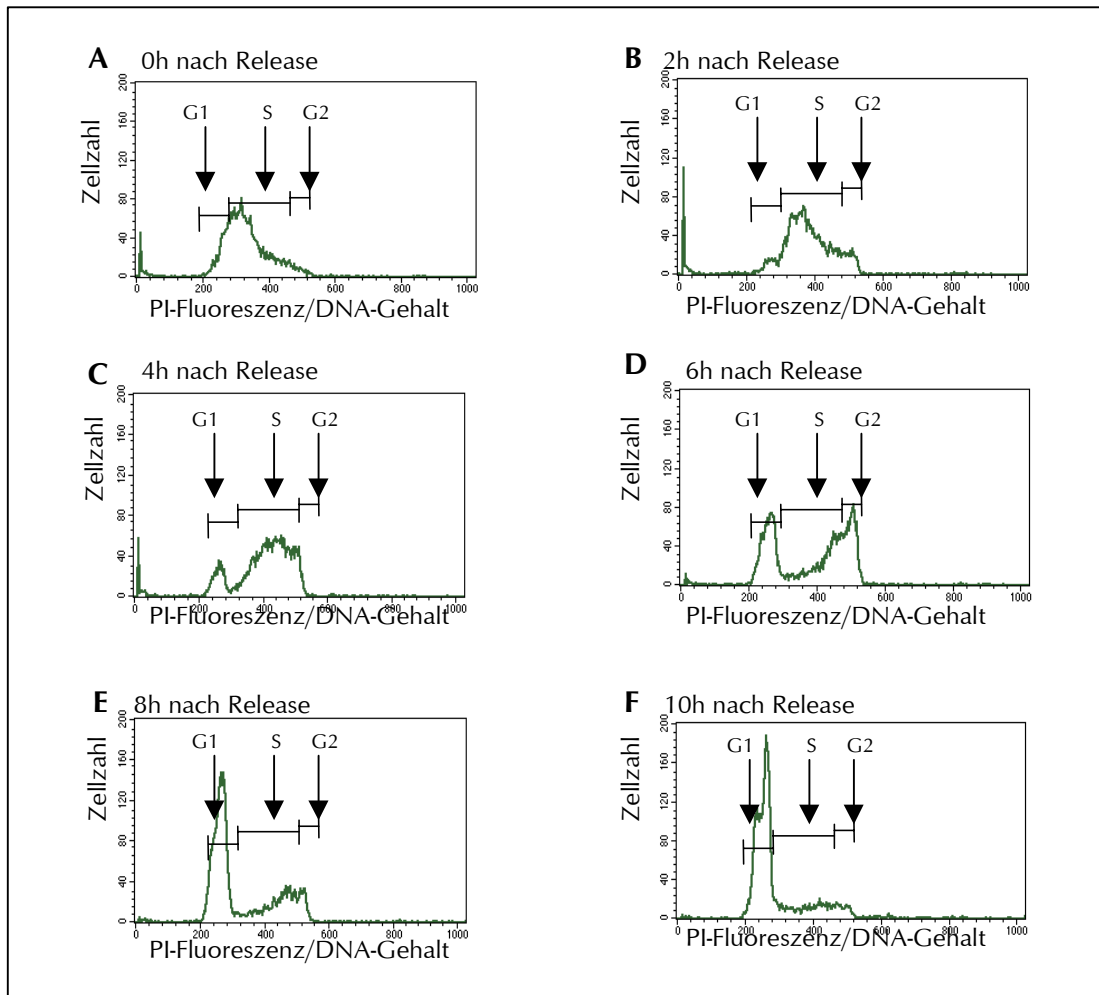 A 0h nach Release
G1 S G2
Zellzahl
200
160
120
80
40
0
0 200 400 600 800 1000
PI-Fluoreszenz/DNA-Gehalt
B 2h nach Release
G1 S G2
Zellzahl
200
160
120
80
40
0
0 200 400 600 800 1000
PI-Fluoreszenz/DNA-Gehalt
C 4h nach Release
G1 S G2
Zellzahl
200
160
120
80
40
0
0 200 400 600 800 1000
PI-Fluoreszenz/DNA-Gehalt
D 6h nach Release
G1 S G2
Zellzahl
200
160
120
80
40
0
0 200 400 600 800 1000
PI-Fluoreszenz/DNA-Gehalt
E 8h nach Release
G1 S G2
Zellzahl
200
160
120
80
40
0
0 200 400 600 800 1000
PI-Fluoreszenz/DNA-Gehalt
F 10h nach Release
G1 S G2
Zellzahl
200
160
120
80
40
0
0 200 400 600 800 1000
PI-Fluoreszenz/DNA-Gehalt